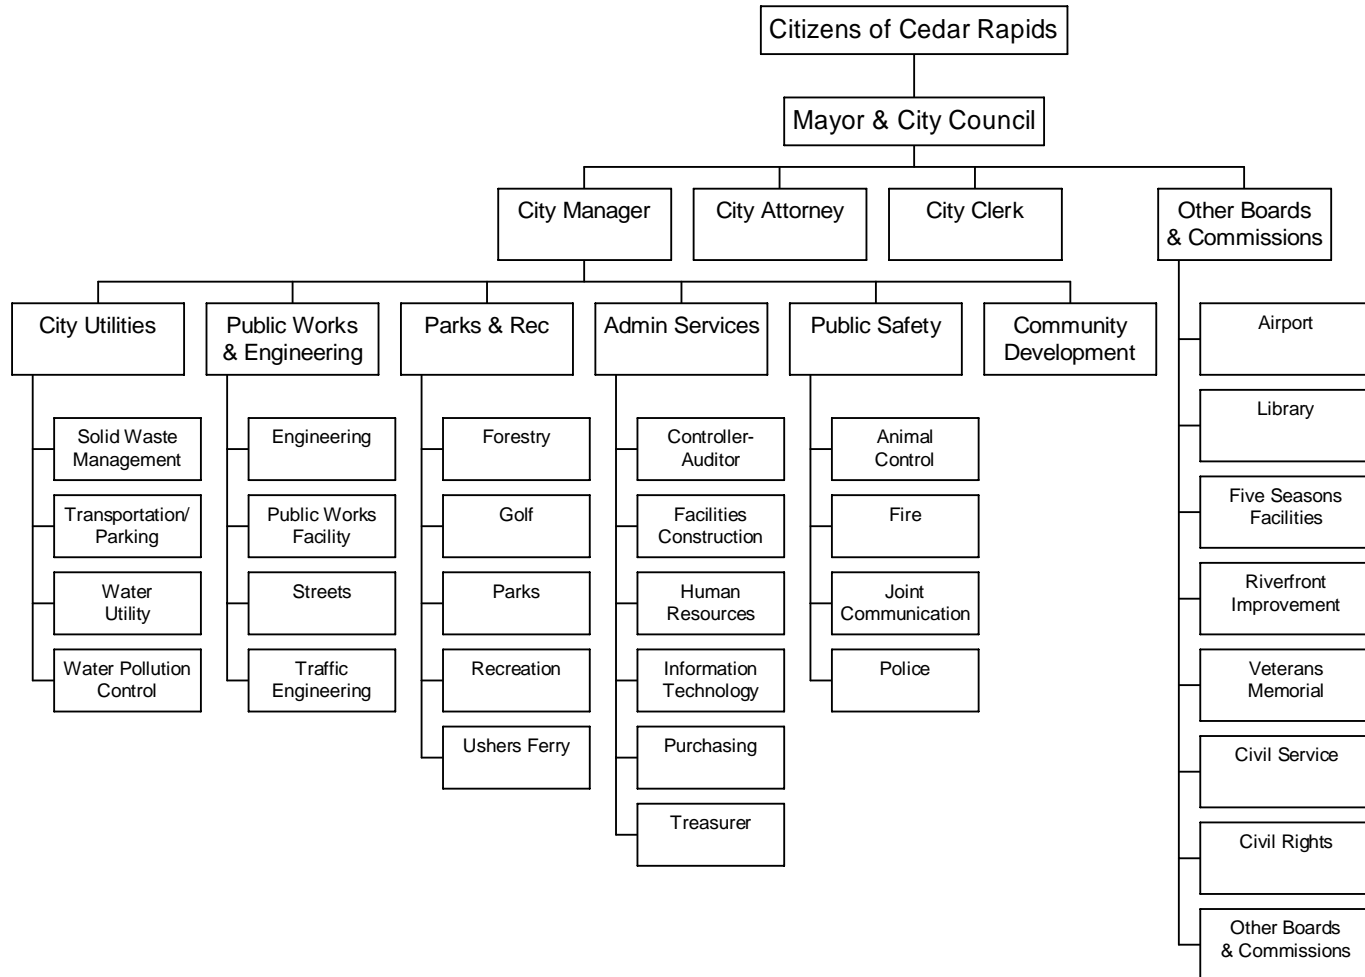 Citizens of Cedar Rapids
Mayor & City Council
City Manager
City Attorney
City Clerk
Other Boards
& Commissions
City Utilities
Public Works
& Engineering
Parks & Rec
Admin Services
Public Safety
Community
Development
Solid Waste
Management
Transportation/
Parking
Water
Utility
Water Pollution
Control
Engineering
Public Works
Facility
Streets
Traffic
Engineering
Forestry
Golf
Parks
Recreation
Ushers Ferry
Controller-
Auditor
Facilities
Construction
Human
Resources
Information
Technology
Purchasing
Treasurer
Animal
Control
Fire
Joint
Communication
Police
Airport
Library
Five Seasons
Facilities
Riverfront
Improvement
Veterans
Memorial
Civil Service
Civil Rights
Other Boards
& Commissions